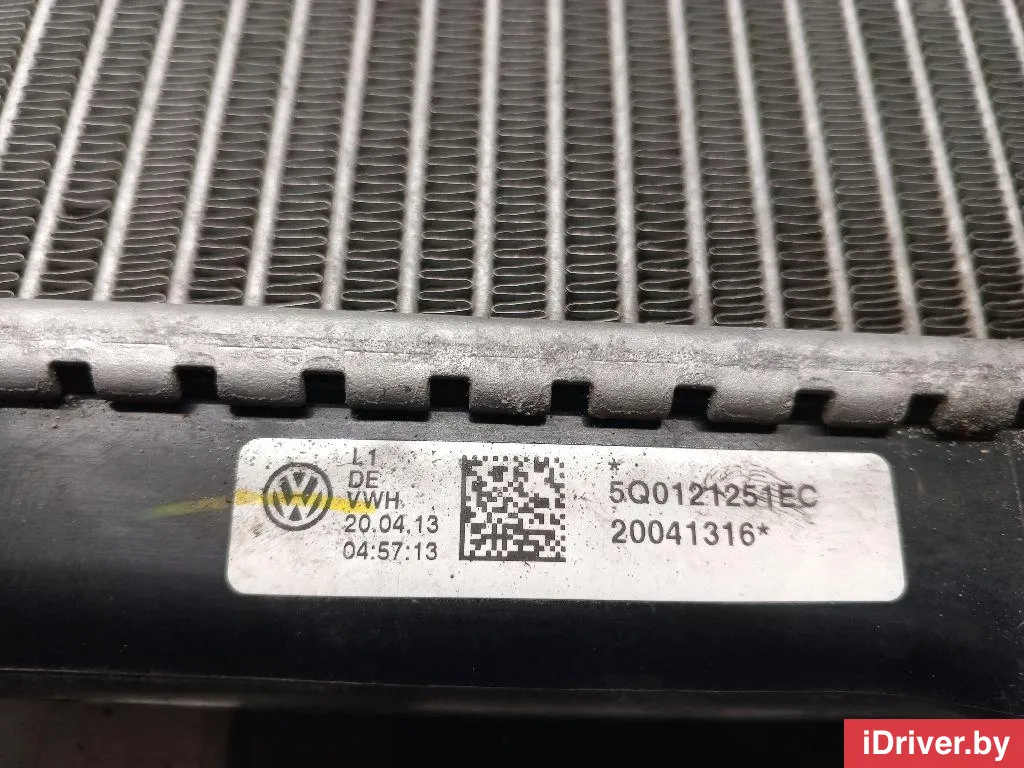 L1
DE
VWH
20.04.13
04:57:13
*
5Q0121251EC
20041316*
iDriver.by